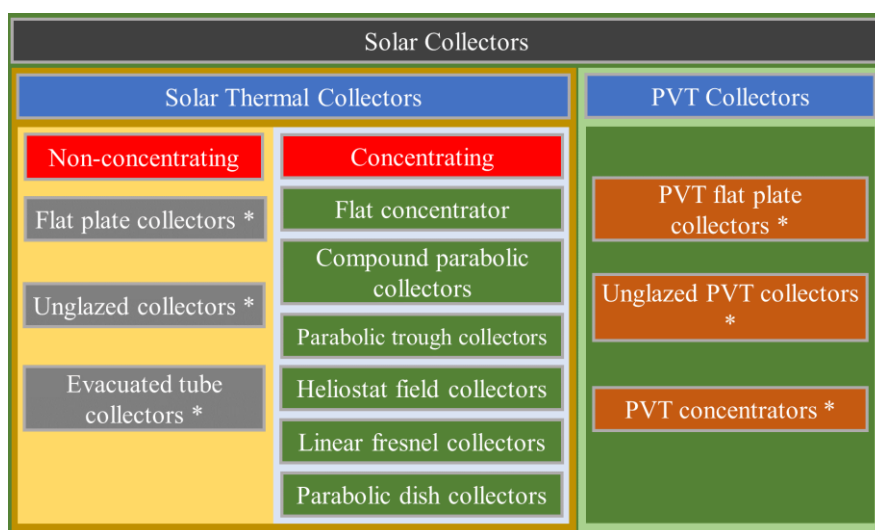 Solar Collectors
Solar Thermal Collectors
PVT Collectors
Non-concentrating
Flat plate collectors *
Unglazed collectors *
Evacuated tube
collectors *
Concentrating
Flat concentrator
Compound parabolic
collectors
Parabolic trough collectors
Heliostat field collectors
Linear fresnel collectors
Parabolic dish collectors
PVT flat plate
collectors *
Unglazed PVT collectors
*
PVT concentrators *